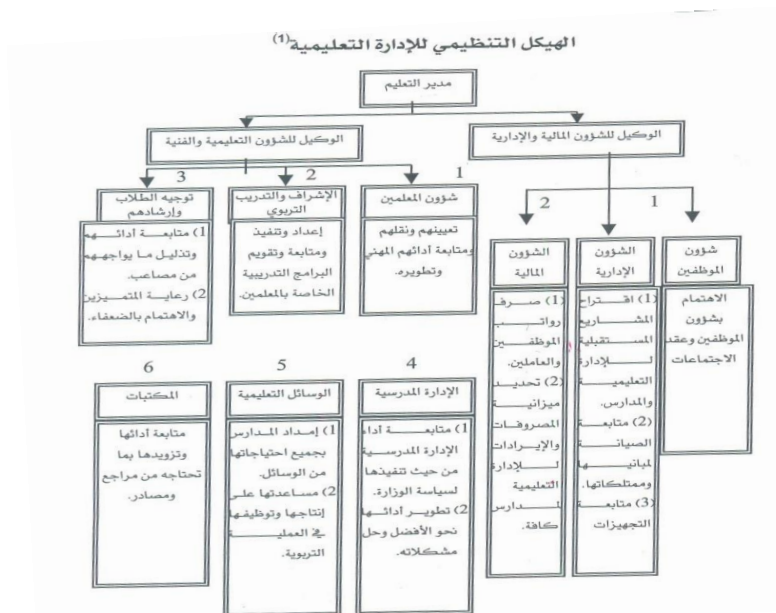 الهيكل التنظيمي للإدارة التعليمية(1)
مدير التعليم
الوكيل للشؤون المالية والإدارية
الوكيل للشؤون التعليمية والفنية
1
شؤون
الموظفين
الاهتمام
بشؤون
الموظفين وعقد
الاجتماعات
الشؤون
الإدارية
(1) اقتراح
المشاريع
المستقبلية
للإدارة
التعليمية
والمدارس.
(2) متابعة
الصيانة
لمبانيها
وممتلكاتها.
(3) متابعة
التجهيزات
2
الشؤون
المالية
(1) صرف
رواتب
الموظفين
والعاملين.
(2) تحديد
ميزانية
المصروفات
والإيرادات
للإدارة
التعليمية
لمدارس
كافة.
1
شؤون المعلمين
تعيينهم ونقلهم
ومتابعة أدائهم المهني
وتطويره.
2
الإشراف والتدريب
التربوي
إعداد وتنفيذ
ومتابعة وتقويم
البرامج التدريبية
الخاصة بالمعلمين.
3
توجيه الطلاب
وإرشادهم
1) متابعة أدائهم
وتذليل ما يواجههم
من مصاعب.
2) رعاية المتميزين
والاهتمام بالضعفاء.
4
الإدارة المدرسية
1) متابعة أداء
الإدارة المدرسية
من حيث تنفيذها
لسياسة الوزارة.
2) تطوير أدائها
نحو الأفضل وحل
مشكلاته.
5
الوسائل التعليمية
1) إمداد المدارس
بجميع احتياجاتها
من الوسائل.
2) مساعدتها على
إنتاجها وتوظيفها
في العملية
التربوية.
6
المكتبات
متابعة أدائها
وتزويدها بما
تحتاجه من مراجع
ومصادر.